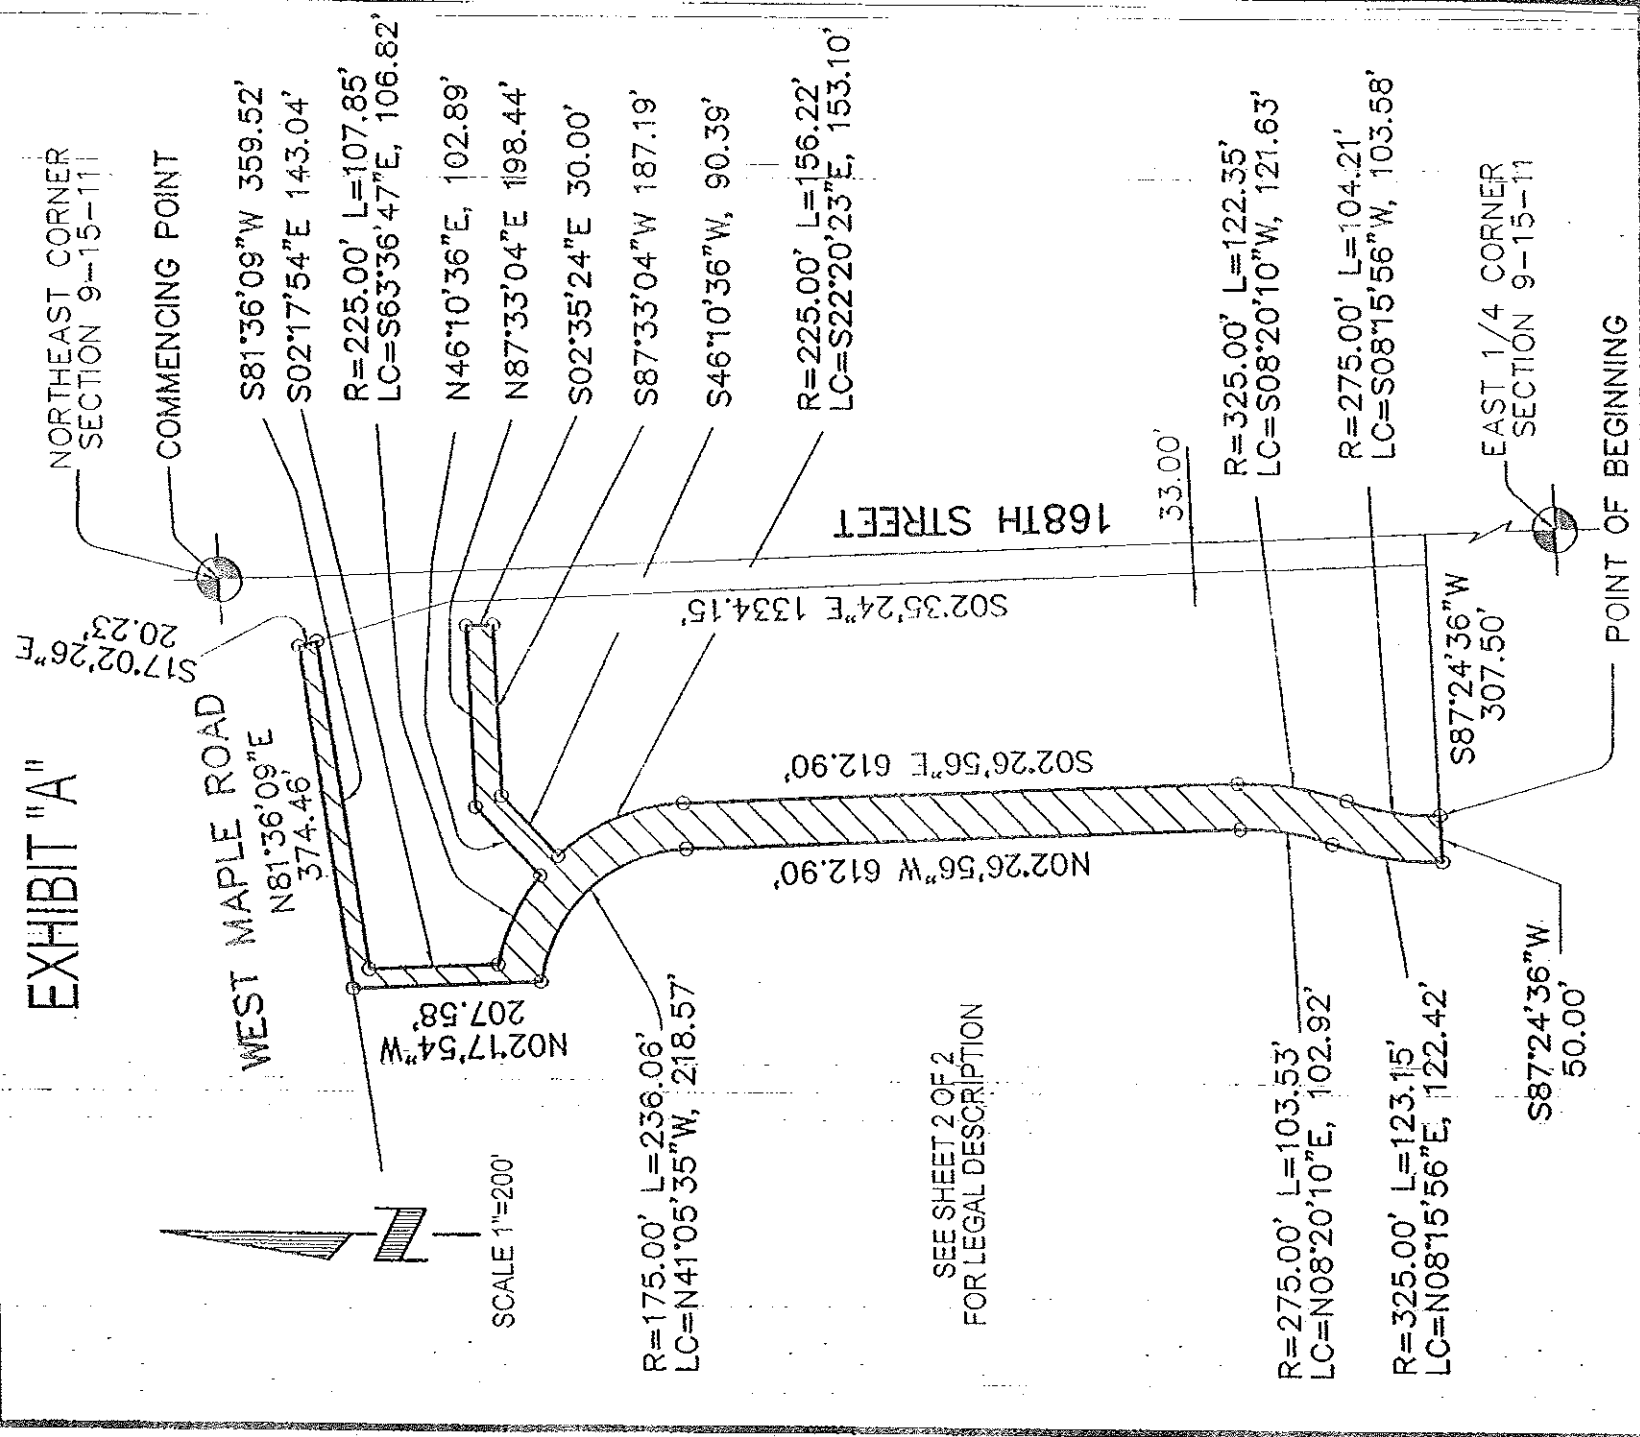 EXHIBIT "A"
NORTHEAST CORNER
SECTION 9-15-11
COMMENCING POINT
S17°02'26"E
20.23'
WEST MAPLE ROAD
N81°36'09"E
374.46'
S81°36'09"W 359.52'
S02°17'54"E 143.04'
R=225.00' L=107.85'
LC=S63°36'47"E, 106.82'
N46°10'36"E, 102.89'
N87°33'04"E 198.44'
S02°35'24"E 30.00'
S87°33'04"W 187.19'
S46°10'36"W, 90.39'
R=225.00' L=156.22'
LC=S22°20'23"E, 153.10'
168TH STREET
33.00'
S02°35'24"E 1334.15'
R=325.00' L=122.35'
LC=S08°20'10"W, 121.63'
R=275.00' L=104.21'
LC=S08°15'56"W, 103.58'
EAST 1/4 CORNER
SECTION 9-15-11
POINT OF BEGINNING
S87°24'36"W
307.50'
S02°26'56"E 612.90'
N02°26'56"W 612.90'
N02°17'54"W
207.58'
SCALE 1"=200'
R=175.00' L=236.06'
LC=N41°05'35"W, 218.57'
SEE SHEET 2 OF 2
FOR LEGAL DESCRIPTION
R=275.00' L=103.53'
LC=N08°20'10"E, 102.92'
R=325.00' L=123.15'
LC=N08°15'56"E, 122.42'
S87°24'36"W
50.00'